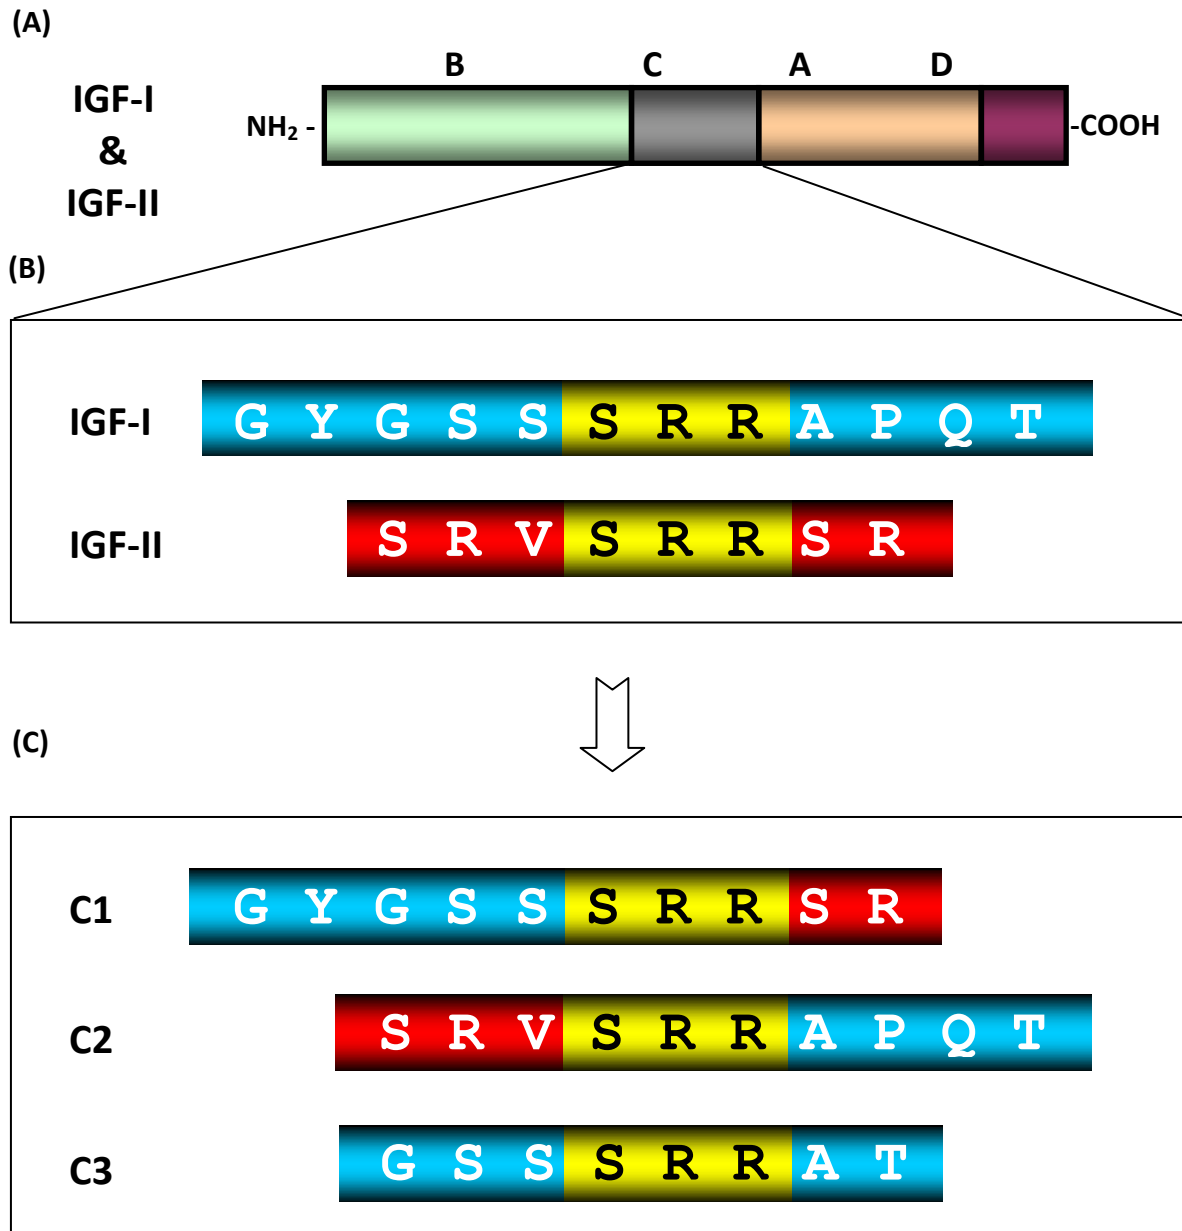 (A)
B C A D
IGF-I
&
IGF-II
NH₂ -
-COOH
(B)
IGF-I G Y G S S S R R A P Q T
IGF-II S R V S R R S R
(C)
C1 G Y G S S S R R S R
C2 S R V S R R A P Q T
C3 G S S S R R A T